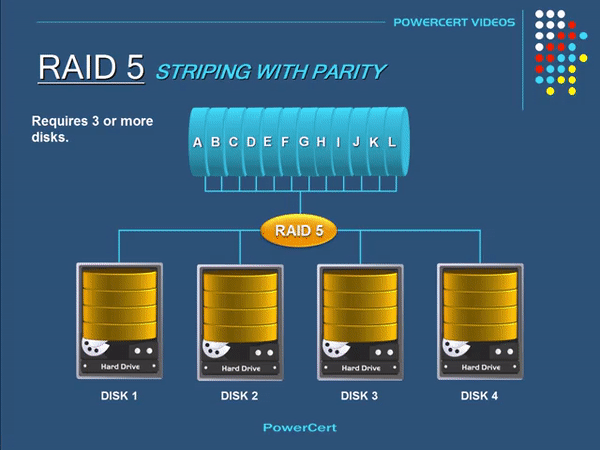 POWERCERT VIDEOS
RAID 5 STRIPING WITH PARITY
Requires 3 or more
disks.
A B C D E F G H I J K L
RAID 5
Hard Drive Hard Drive Hard Drive Hard Drive
DISK 1 DISK 2 DISK 3 DISK 4
PowerCert